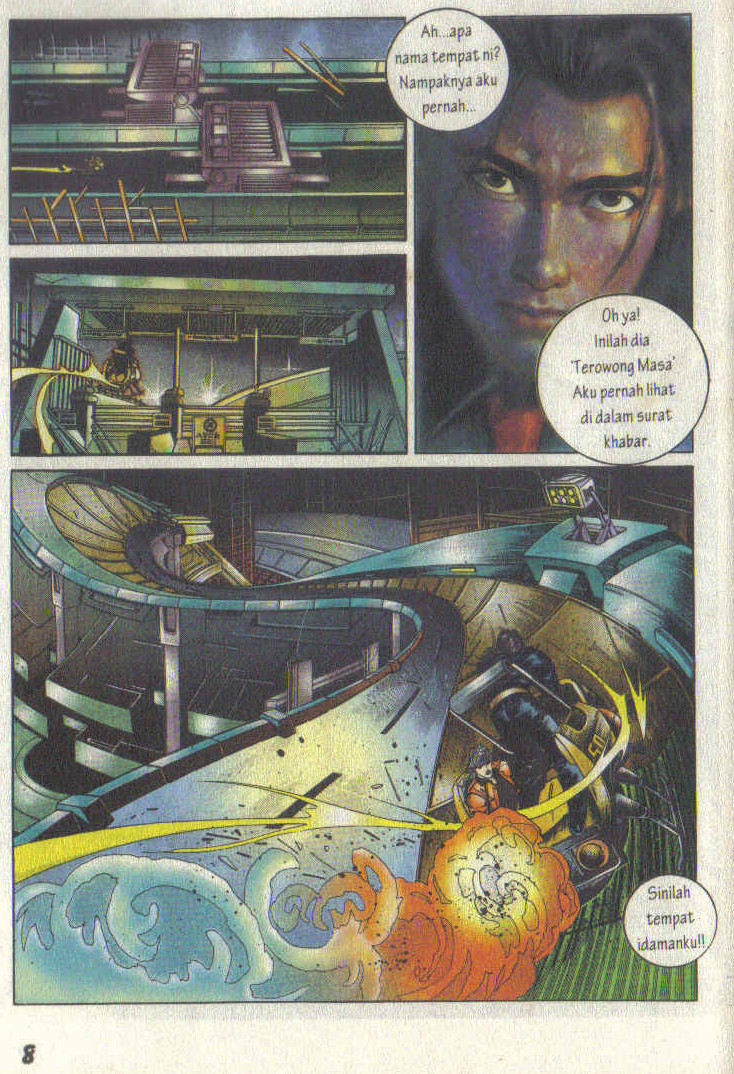 Ah...apa
nama tempat ni?
Nampaknya aku
pernah...
Oh ya!
Inilah dia
'Terowong Masa'
Aku pernah lihat
di dalam surat
khabar.
Sinilah
tempat
idamanku!!
8